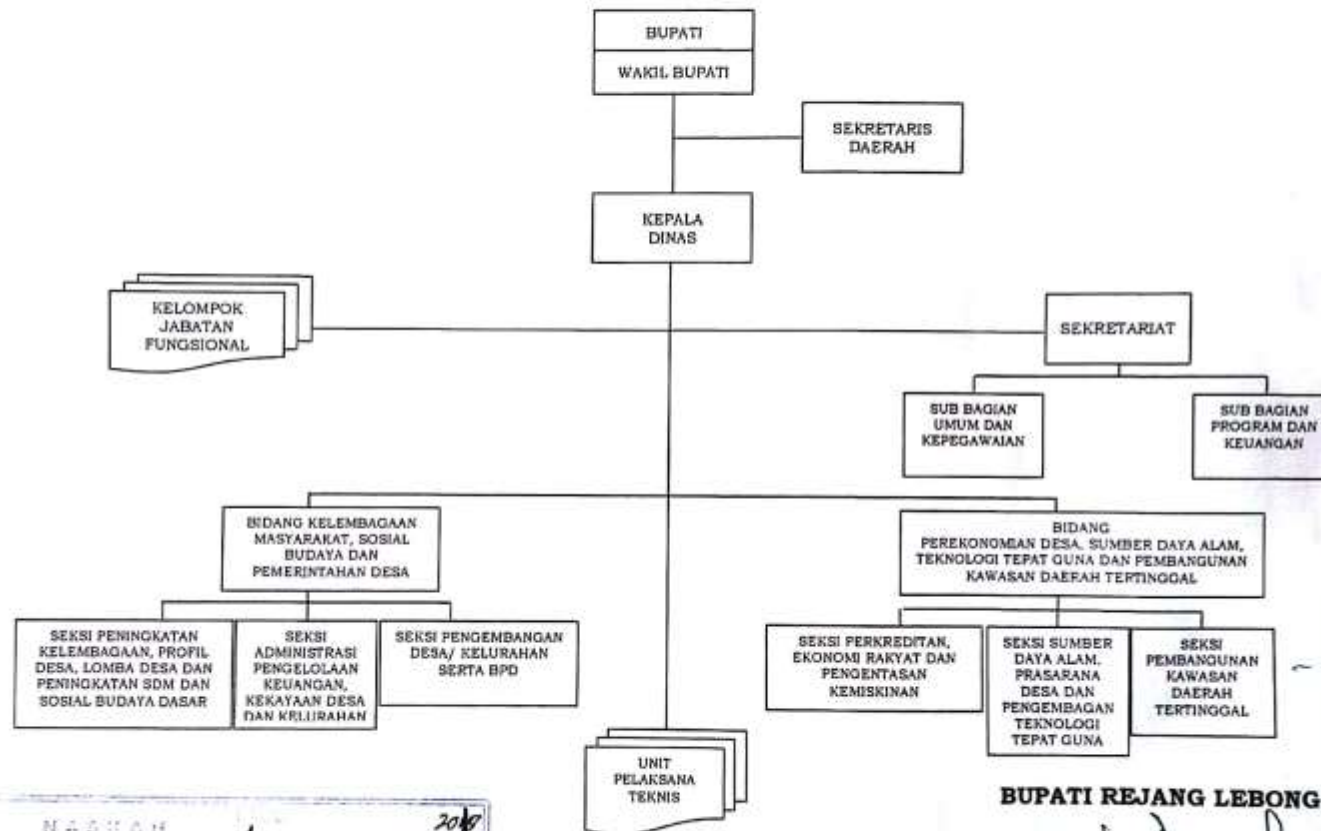 BUPATI
WAKIL BUPATI
SEKRETARIS
DAERAH
KEPALA
DINAS
KELOMPOK
JABATAN
FUNGSIONAL
SEKRETARIAT
SUB BAGIAN
UMUM DAN
KEPEGAWAIAN
SUB BAGIAN
PROGRAM DAN
KEUANGAN
BIDANG KELEMBAGAAN
MASYARAKAT, SOSIAL
BUDAYA DAN
PEMERINTAHAN DESA
BIDANG
PEREKONOMIAN DESA, SUMBER DAYA ALAM,
TEKNOLOGI TEPAT GUNA DAN PEMBANGUNAN
KAWASAN DAERAH TERTINGGAL
SEKSI PENINGKATAN
KELEMBAGAAN, PROFIL
DESA, LOMBA DESA DAN
PENINGKATAN SDM DAN
SOSIAL BUDAYA DASAR
SEKSI
ADMINISTRASI
PENGELOLAAN
KEUANGAN,
KEKAYAAN DESA
DAN KELURAHAN
SEKSI PENGEMBANGAN
DESA/ KELURAHAN
SERTA BPD
SEKSI PERKREDITAN,
EKONOMI RAKYAT DAN
PENGENTASAN
KEMISKINAN
SEKSI SUMBER
DAYA ALAM,
PRASARANA
DESA DAN
PENGEMBAGAN
TEKNOLOGI
TEPAT GUNA
SEKSI
PEMBANGUNAN
KAWASAN
DAERAH
TERTINGGAL
UNIT
PELAKSANA
TEKNIS
BUPATI REJANG LEBONG